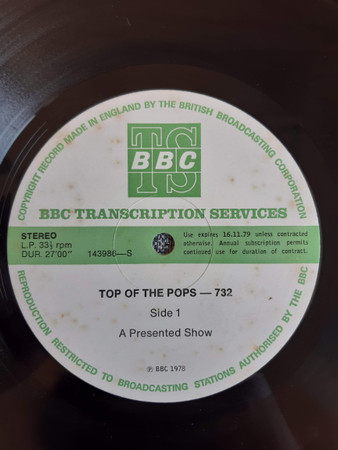 COPYRIGHT RECORD MADE IN ENGLAND BY THE BRITISH BROADCASTING CORPORATION
TS
BBC
BBC TRANSCRIPTION SERVICES
STEREO
L.P. 33⅓ rpm
DUR. 27'00"
143986—S
Use expires 16.11.79 unless contracted
otherwise. Annual subscription permits
continued use for duration of contract.
TOP OF THE POPS — 732
Side 1
A Presented Show
℗ BBC 1978
REPRODUCTION RESTRICTED TO BROADCASTING STATIONS AUTHORISED BY THE BBC